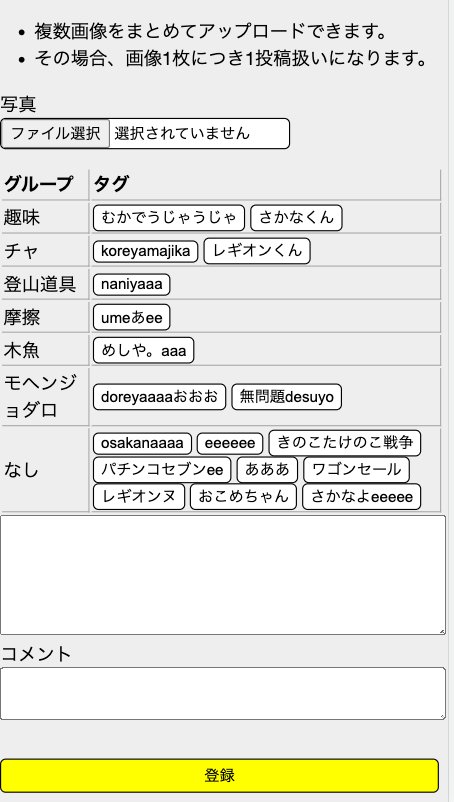 複数画像をまとめてアップロードできます。
その場合、画像1枚につき1投稿扱いになります。
写真
ファイル選択 選択されていません
グループ タグ
趣味 むかでうじゃうじゃ さかなくん
チャ koreyamajika レギオンくん
登山道具 naniyaaa
摩擦 umeあee
木魚 めしや。aaa
モヘンジ
ョダロ
doreyaaaaおおお 無問題desuyo
なし
osakanaaaa eeeeee きのこたけのこ戦争
パチンコセブンee あああ ワゴンセール
レギオンヌ おこめちゃん さかなよeeeee
コメント
登録